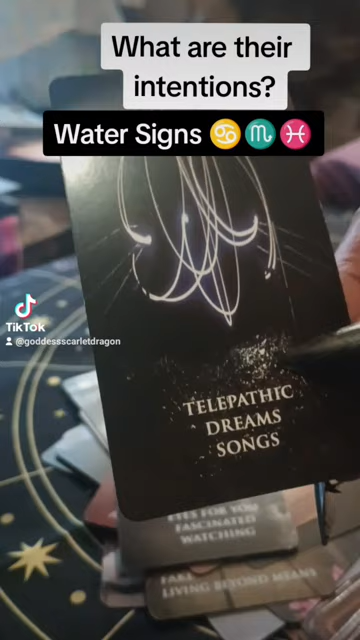 What are their
intentions?
Water Signs ♋♏♓
TikTok
@goddessscarletdragon
TELEPATHIC
DREAMS
SONGS
EYES FOR YOU
FASCINATED
WATCHING
FAKE
LIVING BEYOND MEANS